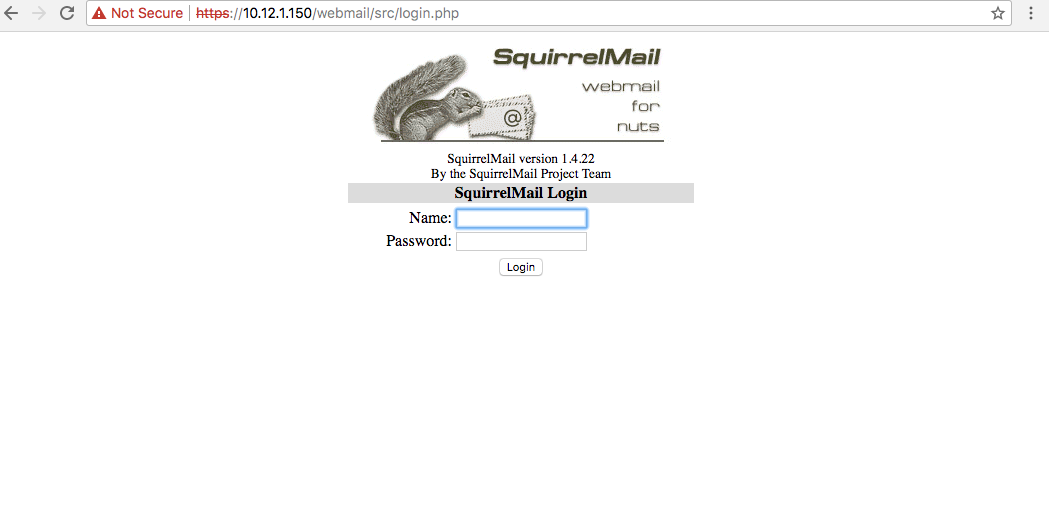 Not Secure | https://10.12.1.150/webmail/src/login.php
SquirrelMail
webmail
for
nuts
@
SquirrelMail version 1.4.22
By the SquirrelMail Project Team
SquirrelMail Login
Name:
Password:
Login